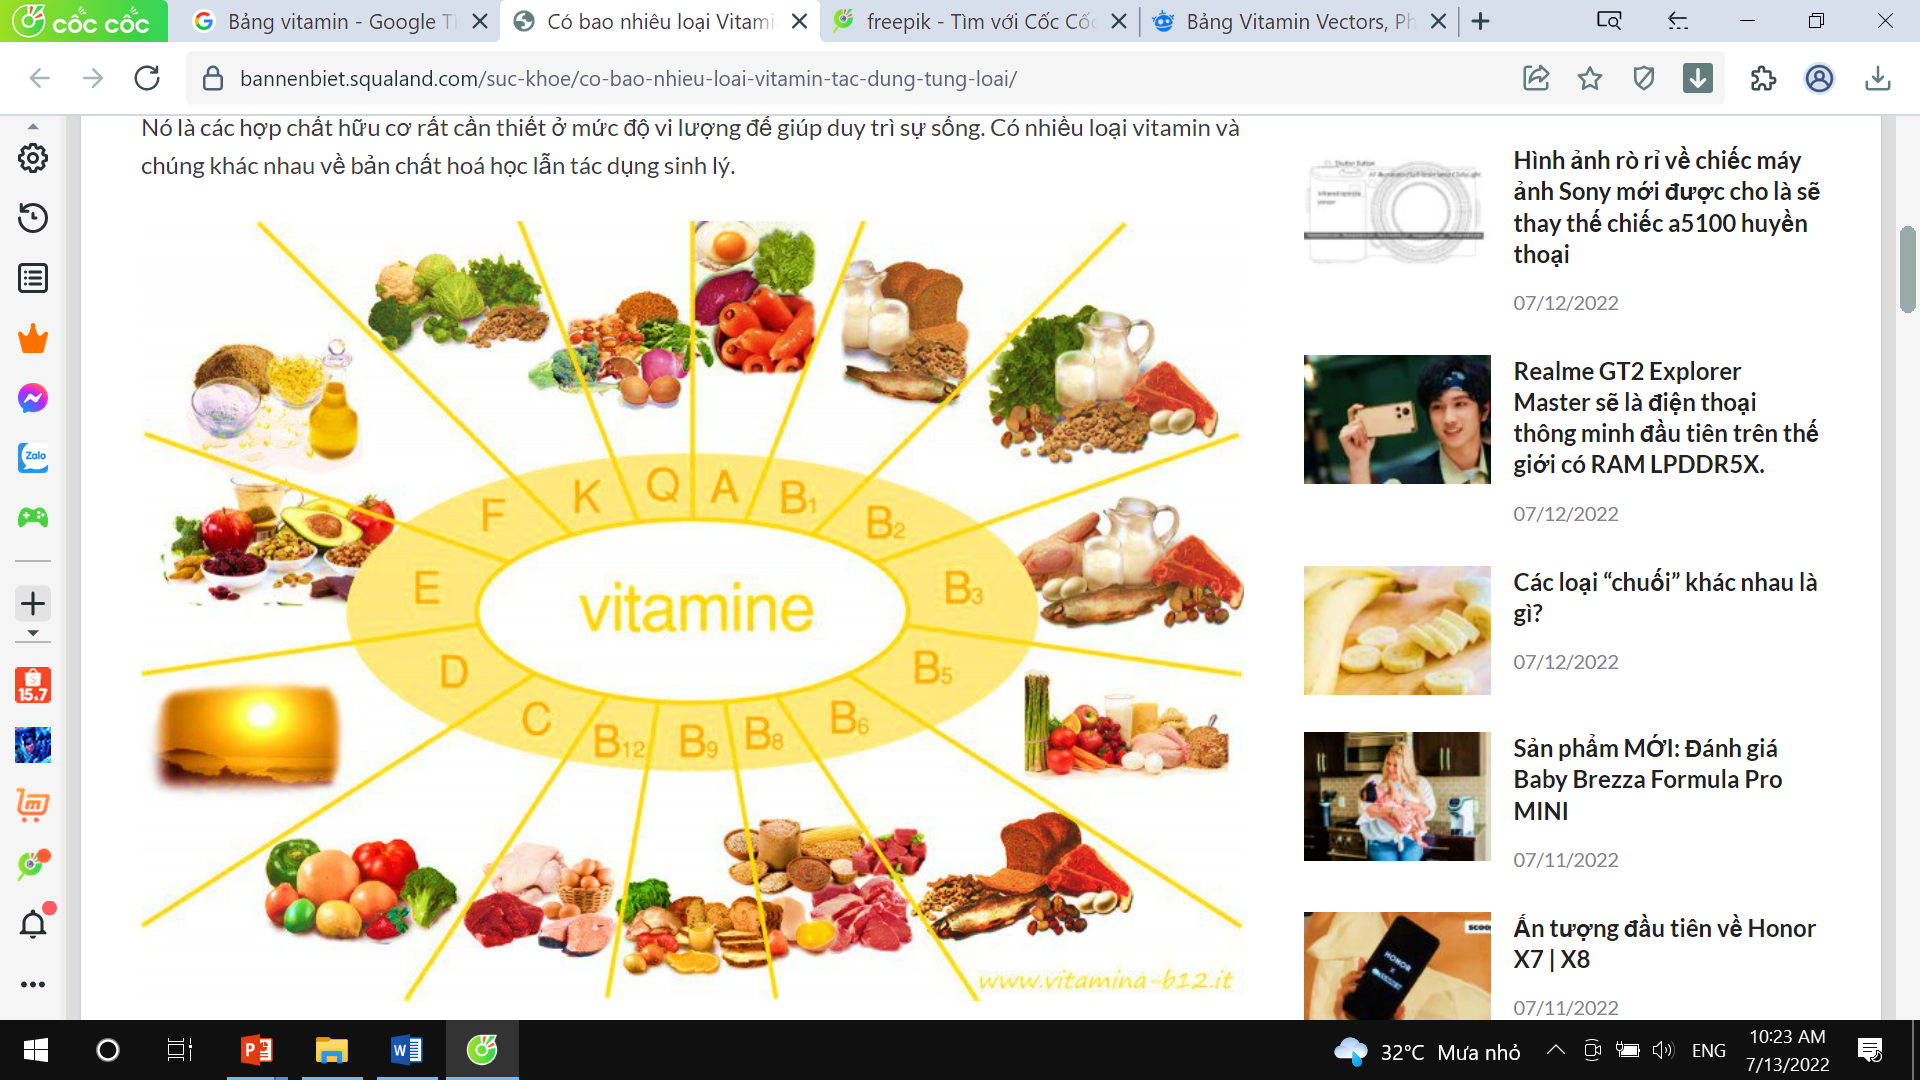 cốc cốc
Bảng vitamin - Google T
Có bao nhiêu loại Vitami
freepik - Tìm với Cốc Cố
Bảng Vitamin Vectors, Ph
bannenbiet.squaland.com/suc-khoe/co-bao-nhieu-loai-vitamin-tac-dung-tung-loai/
Nó là các hợp chất hữu cơ rất cần thiết ở mức độ vi lượng để giúp duy trì sự sống. Có nhiều loại vitamin và
chúng khác nhau về bản chất hoá học lẫn tác dụng sinh lý.
F
K
Q
A
B1
B2
E
vitamine
B3
D
B5
C
B12
B9
B8
B6
www.vitamina-b12.it
Hình ảnh rò rỉ về chiếc máy
ảnh Sony mới được cho là sẽ
thay thế chiếc a5100 huyền
thoại
07/12/2022
Realme GT2 Explorer
Master sẽ là điện thoại
thông minh đầu tiên trên thế
giới có RAM LPDDR5X.
07/12/2022
Các loại “chuối” khác nhau là
gì?
07/12/2022
Sản phẩm MỚI: Đánh giá
Baby Brezza Formula Pro
MINI
07/11/2022
Ấn tượng đầu tiên về Honor
X7 | X8
07/11/2022
HONOR
Zalo
15.7
32°C Mưa nhỏ
ENG
10:23 AM
7/13/2022